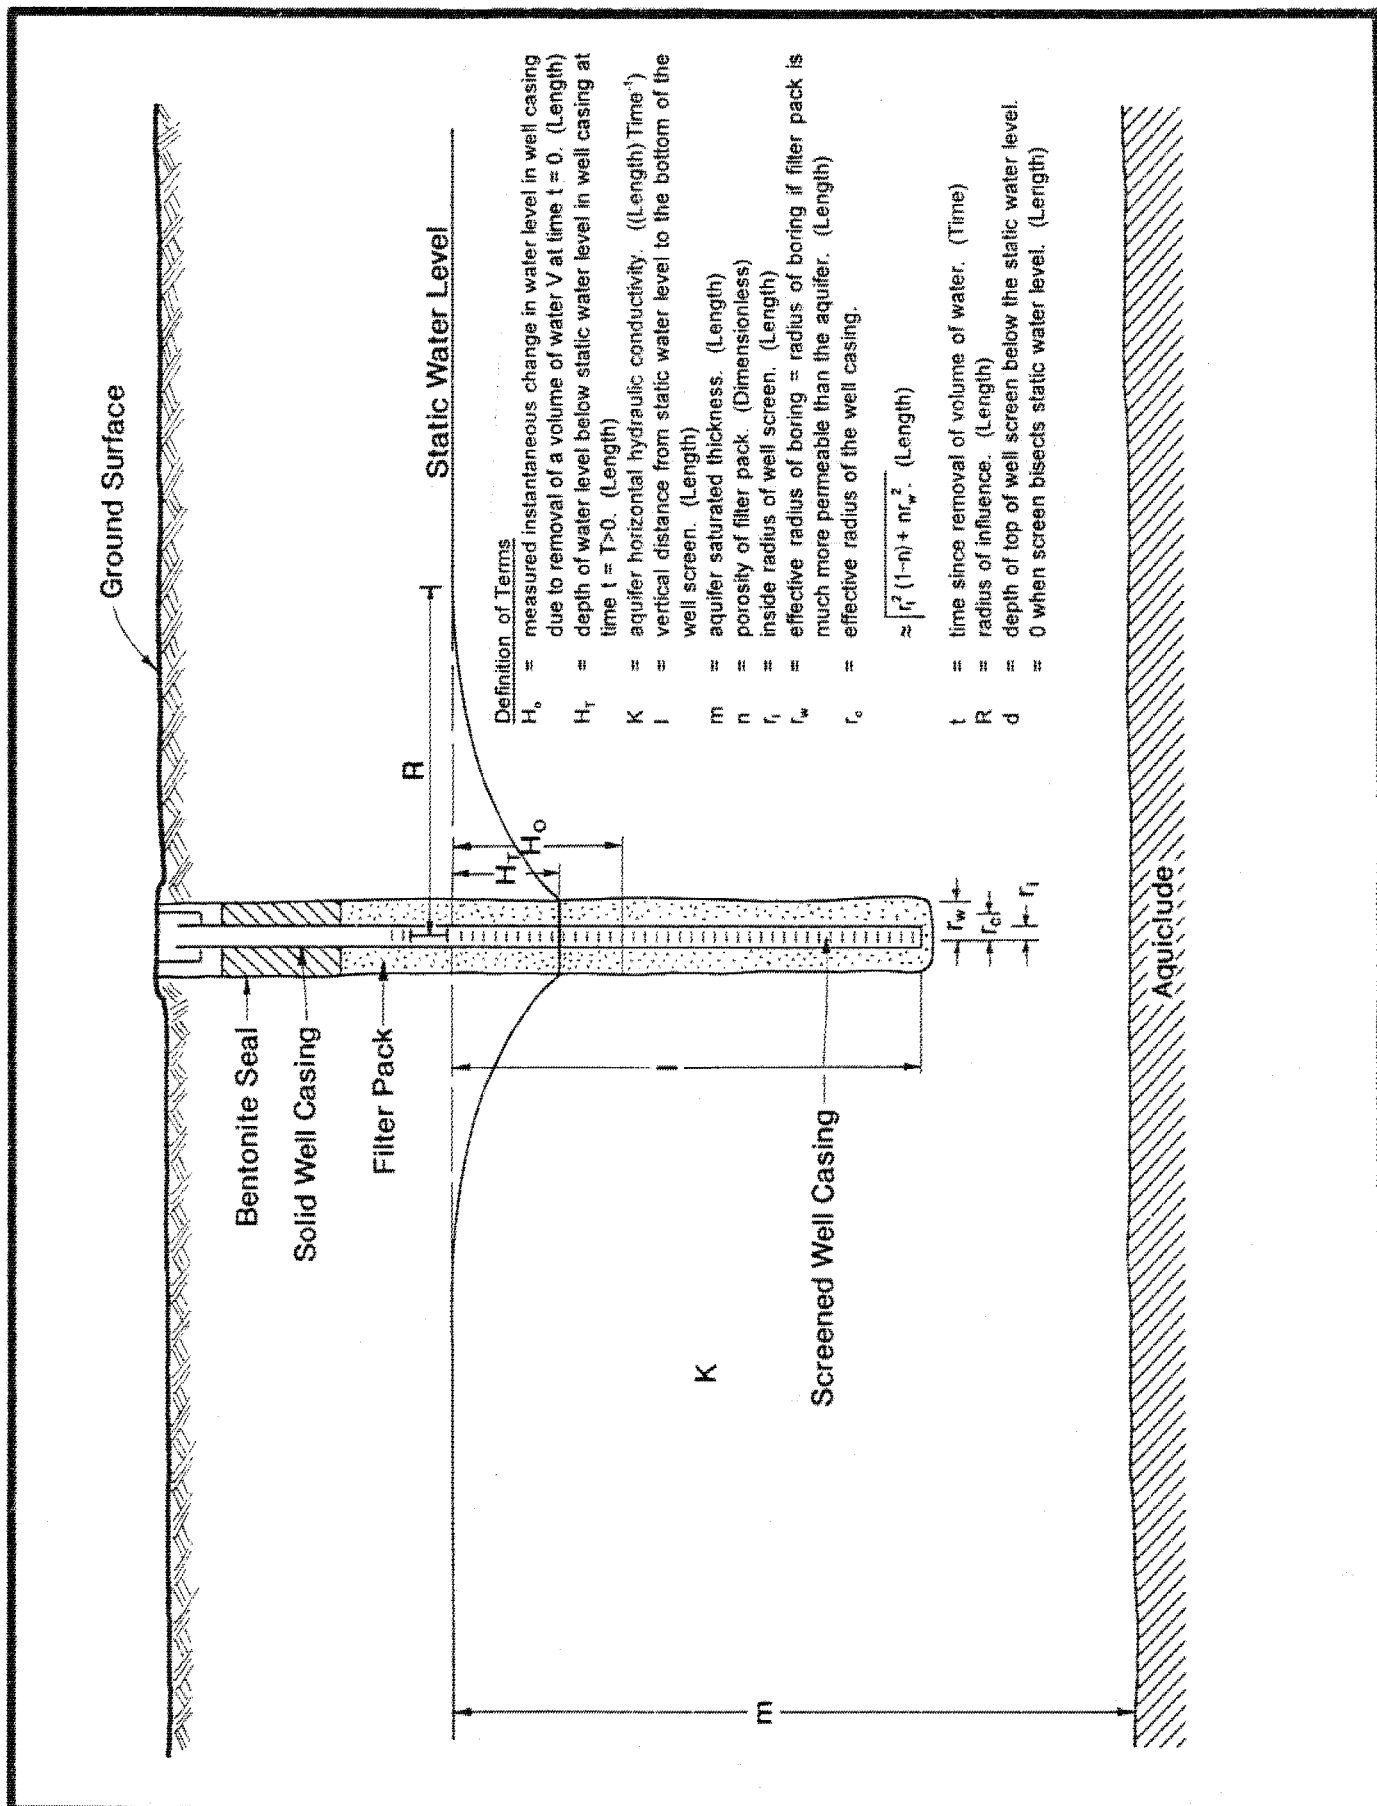 Ground Surface
Static Water Level
Bentonite Seal
Solid Well Casing
Filter Pack
R
H_T
H_O
l
Screened Well Casing
K
m
r_w
r_c
r_i
Aquiclude
Definition of Terms
H_o = measured instantaneous change in water level in well casing
due to removal of a volume of water V at time t = 0. (Length)
H_T = depth of water level below static water level in well casing at
time t = T>0. (Length)
K = aquifer horizontal hydraulic conductivity. ((Length) Time⁻¹)
l = vertical distance from static water level to the bottom of the
well screen. (Length)
m = aquifer saturated thickness. (Length)
n = porosity of filter pack. (Dimensionless)
r_i = inside radius of well screen. (Length)
r_w = effective radius of boring = radius of boring if filter pack is
much more permeable than the aquifer. (Length)
r_c = effective radius of the well casing.
≈ √r_i² (1-n) + nr_w². (Length)
t = time since removal of volume of water. (Time)
R = radius of influence. (Length)
d = depth of top of well screen below the static water level.
= 0 when screen bisects static water level. (Length)